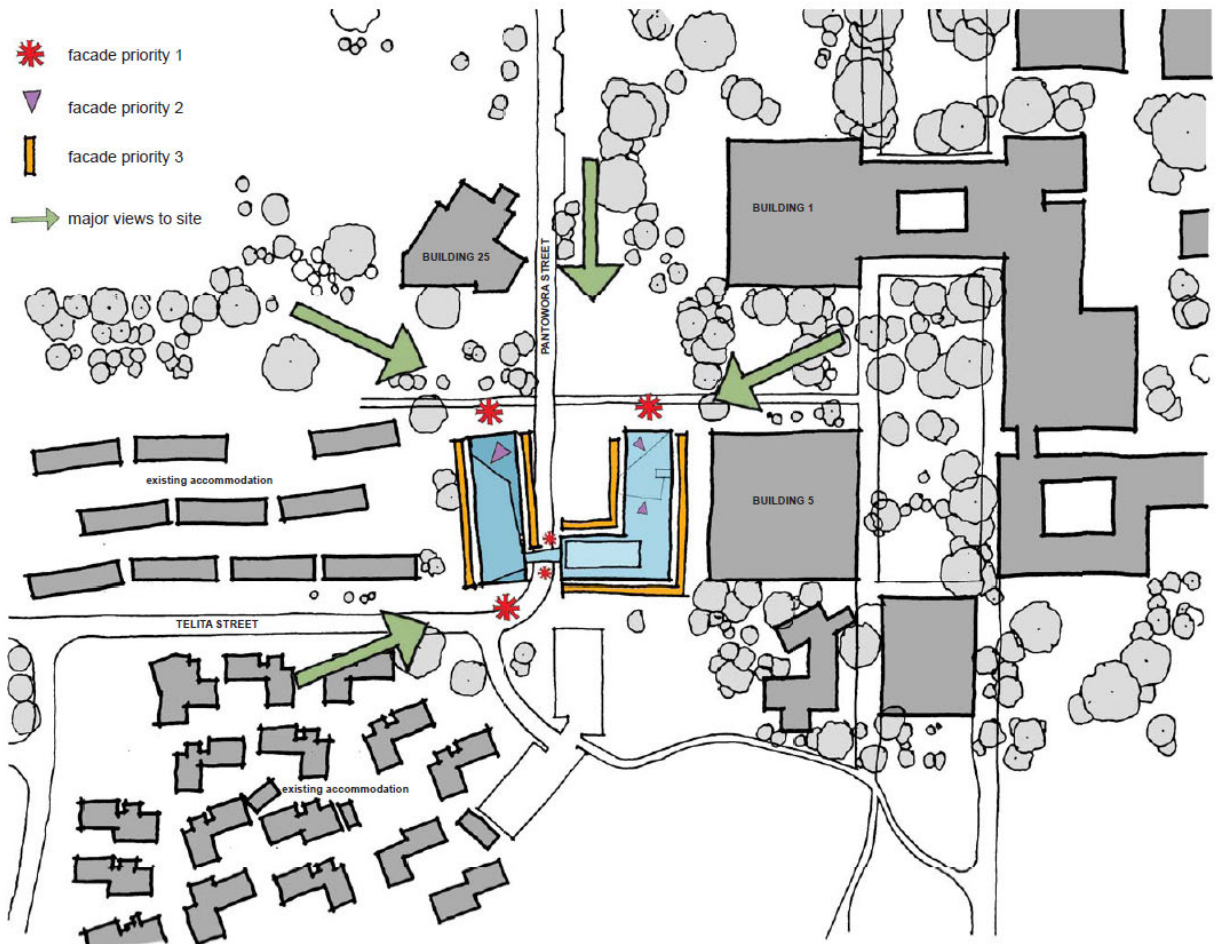 facade priority 1
facade priority 2
facade priority 3
major views to site
BUILDING 1
BUILDING 25
PANTOWORA STREET
existing accommodation
BUILDING 5
TELITA STREET
existing accommodation